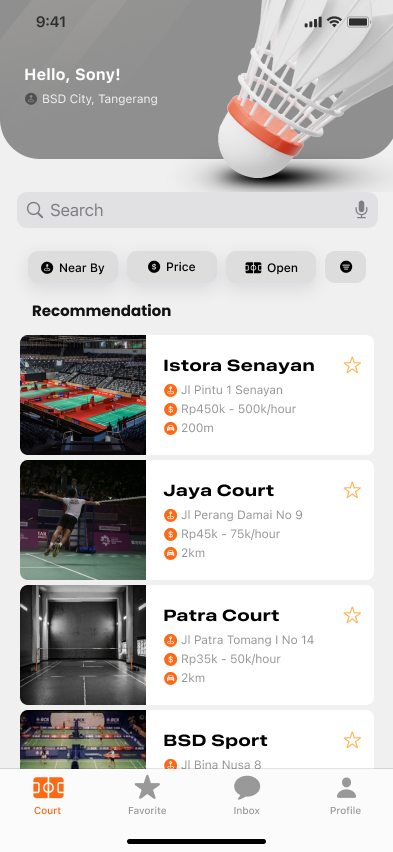 9:41
Hello, Sony!
BSD City, Tangerang
Search
Near By
Price
Open
Recommendation
Istora Senayan
Jl Pintu 1 Senayan
Rp450k - 500k/hour
200m
Jaya Court
Jl Perang Damai No 9
Rp45k - 75k/hour
2km
Patra Court
Jl Patra Tomang I No 14
Rp35k - 50k/hour
2km
BSD Sport
Jl Bina Nusa 8
Court
Favorite
Inbox
Profile